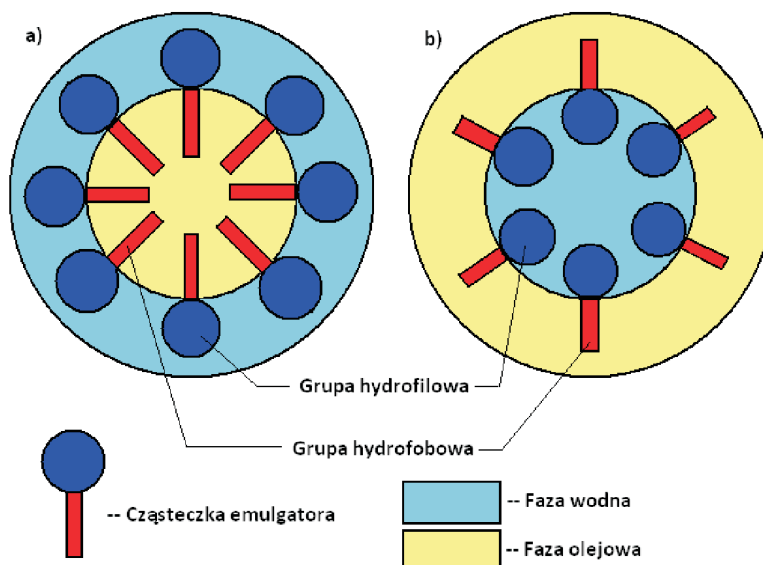 a)
b)
Grupa hydrofilowa
Grupa hydrofobowa
-- Cząsteczka emulgatora
-- Faza wodna
-- Faza olejowa